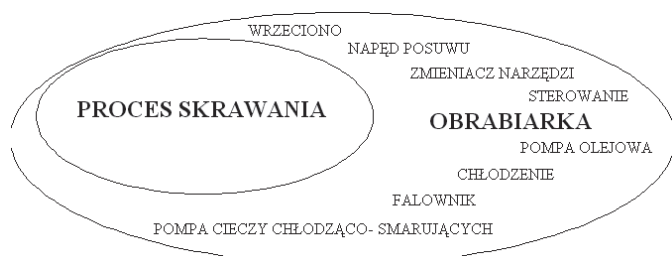 WRZECIONO
NAPĘD POSUWU
ZMIENIACZ NARZĘDZI
STEROWANIE
PROCES SKRAWANIA
OBRABIARKA
POMPA OLEJOWA
CHŁODZENIE
FALOWNIK
POMPA CIECZY CHŁODZĄCO- SMARUJĄCYCH